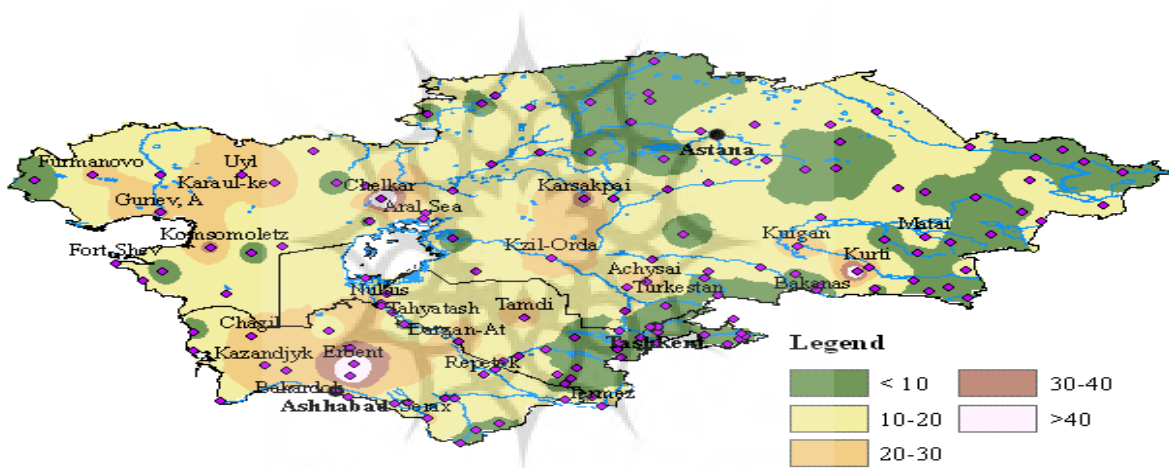 Astana
Furmanovo
Uyl
Karaul-ke
Chelkar
Karsakpai
Guriev, A
Aral Sea
Matai
Komsomoletz
Kzil-Orda
Kuigan
Fort-Shev
Kurti
Achysai
Nukus
Turkestan
Bakanas
Tahyatash
Tamdi
Chagil
Dargan-At
Tashkent
Legend
Kazandjyk
Erbent
Repetek
< 10
30-40
Bakardok
Termez
Ashhabad
Serax
10-20
>40
20-30